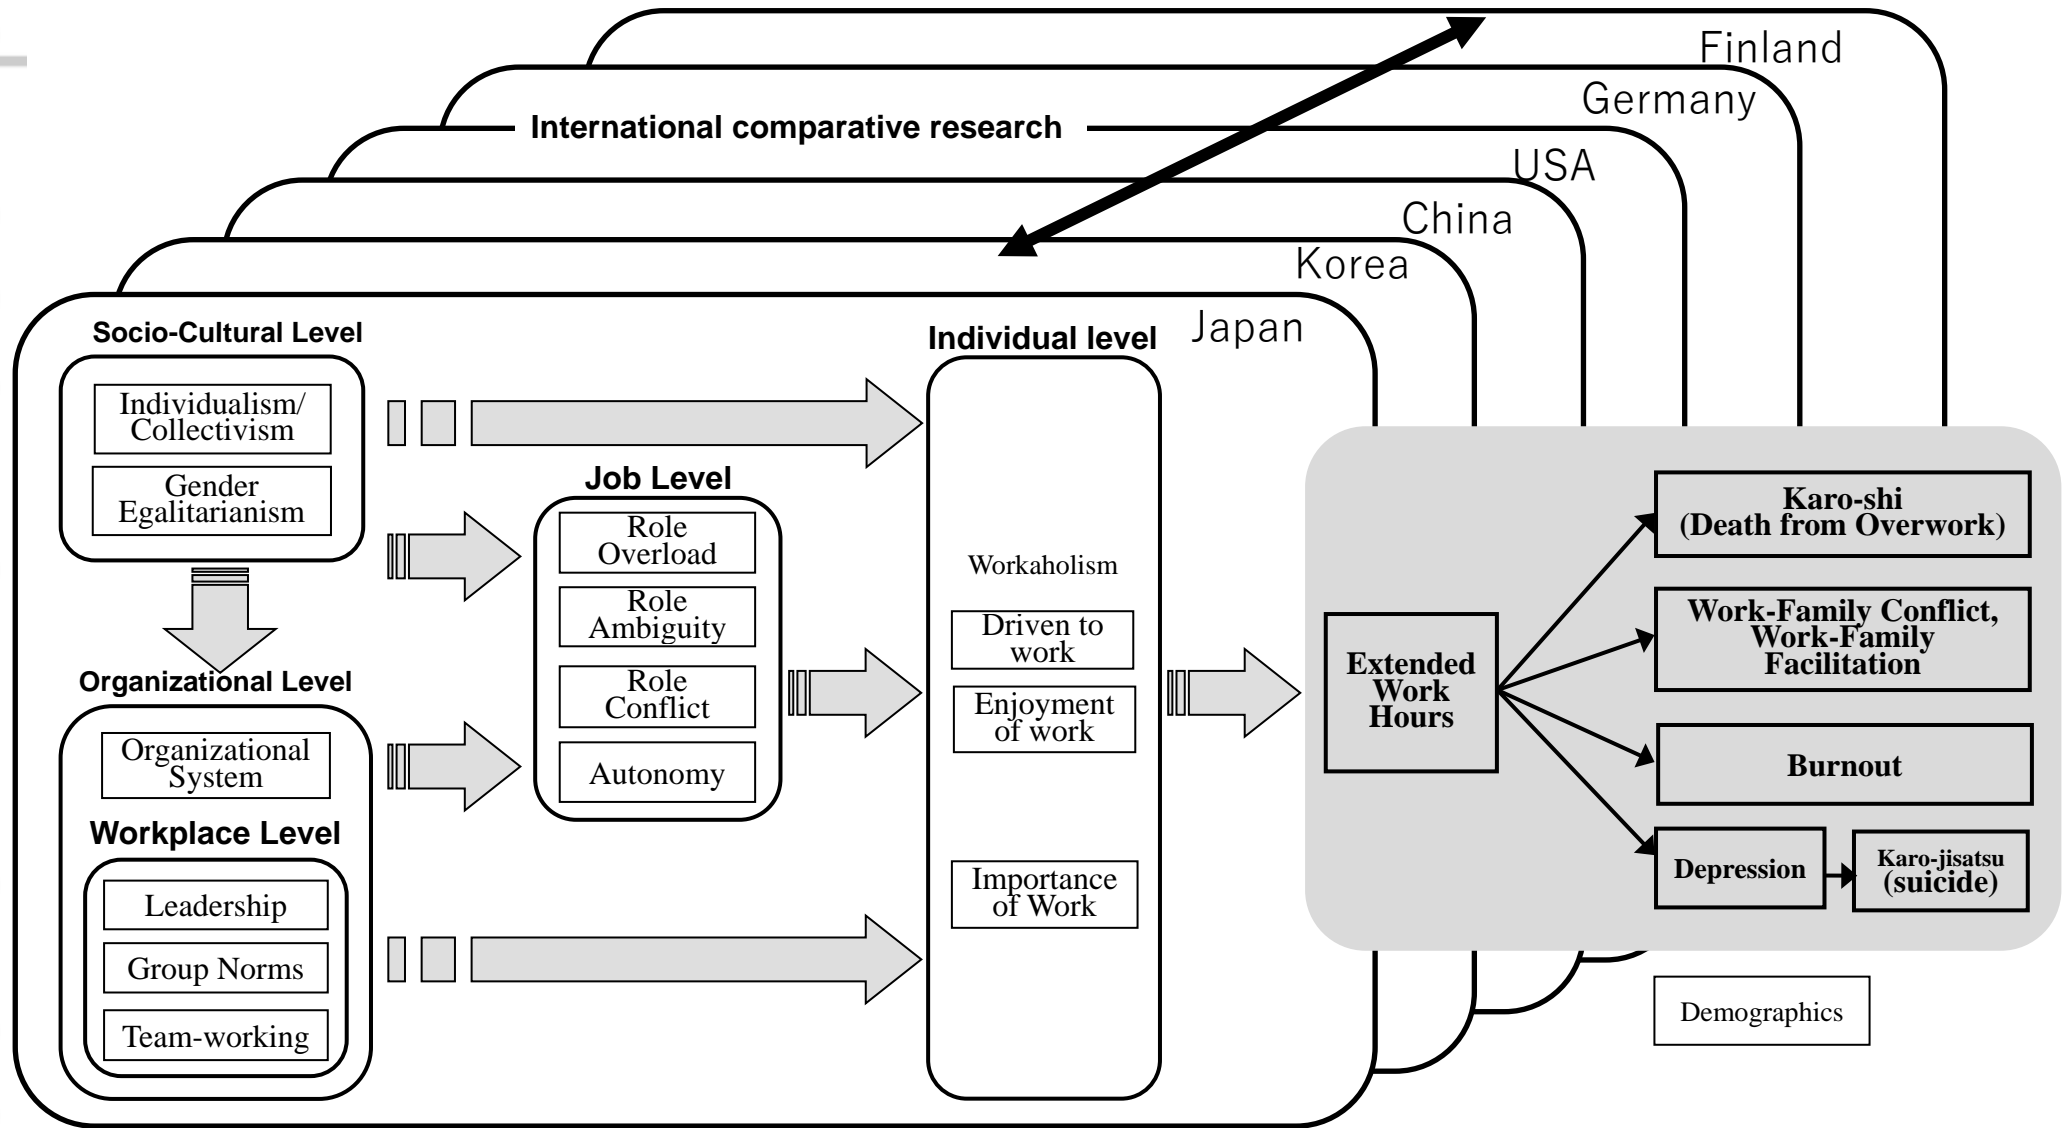 Finland
Germany
International comparative research
USA
China
Korea
Japan
Socio-Cultural Level
Individualism/
Collectivism
Gender
Egalitarianism
Organizational Level
Organizational
System
Workplace Level
Leadership
Group Norms
Team-working
Job Level
Role
Overload
Role
Ambiguity
Role
Conflict
Autonomy
Individual level
Workaholism
Driven to
work
Enjoyment
of work
Importance
of Work
Extended
Work
Hours
Karo-shi
(Death from Overwork)
Work-Family Conflict,
Work-Family
Facilitation
Burnout
Depression
Karo-jisatsu
(suicide)
Demographics